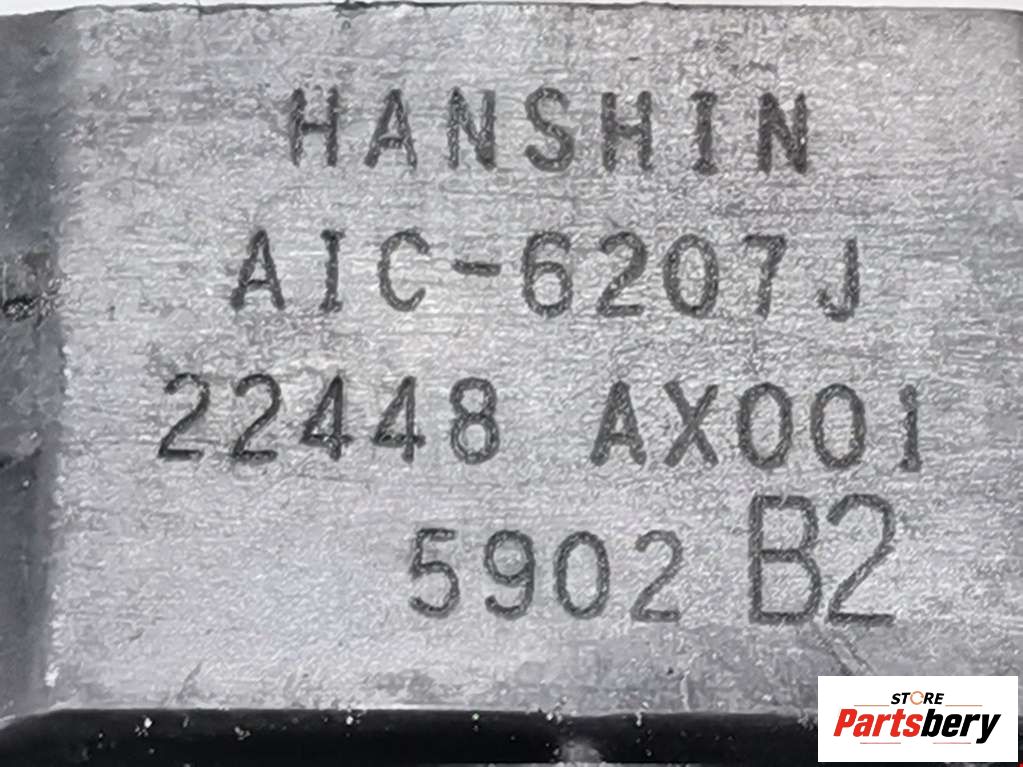 HANSHIN
AIC-6207J
22448 AX001
5902 B2
STORE
Partsbery